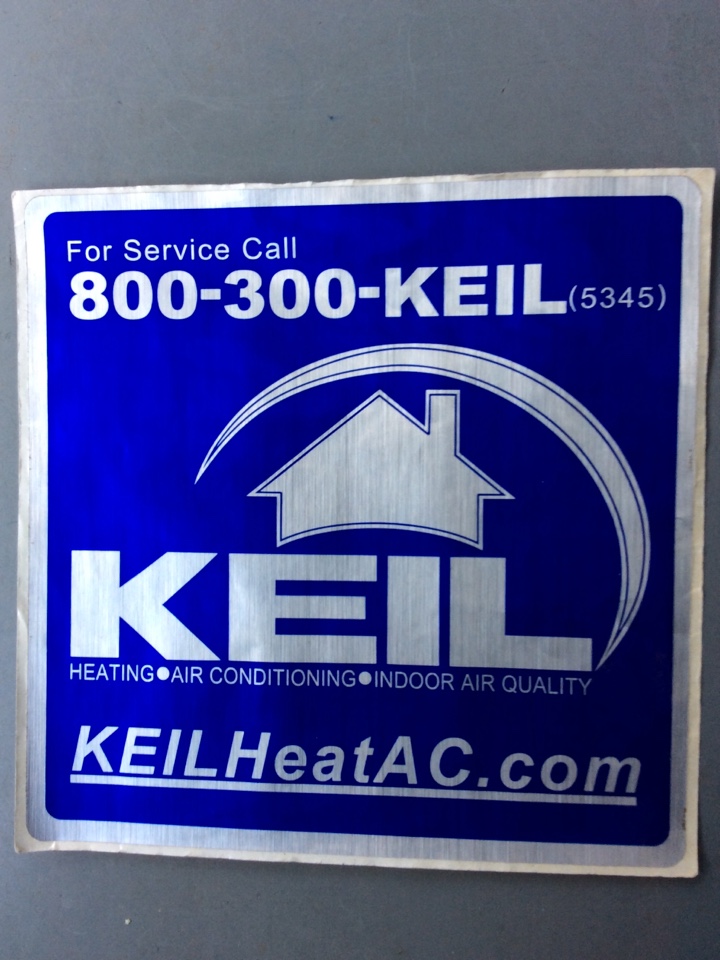 For Service Call
800-300-KEIL(5345)
KEIL
HEATING•AIR CONDITIONING•INDOOR AIR QUALITY
KEILHeatAC.com